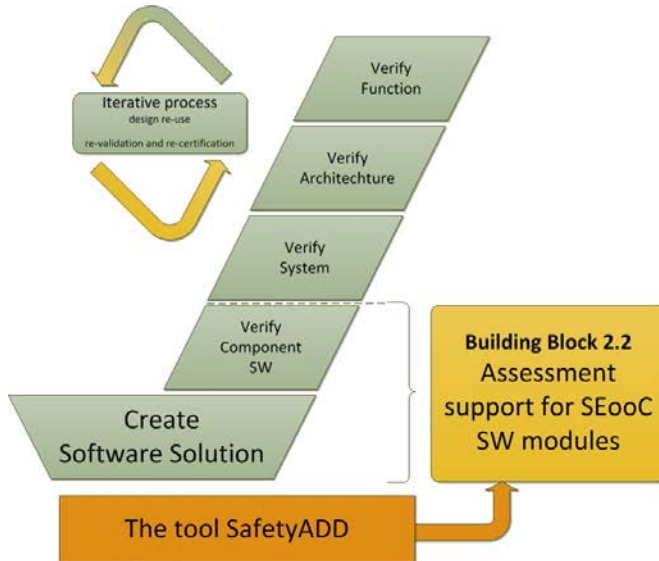 Iterative process
design re-use
re-validation and re-certification
Verify
Function
Verify
Architechture
Verify
System
Verify
Component
SW
Create
Software Solution
Building Block 2.2
Assessment
support for SEooC
SW modules
The tool SafetyADD